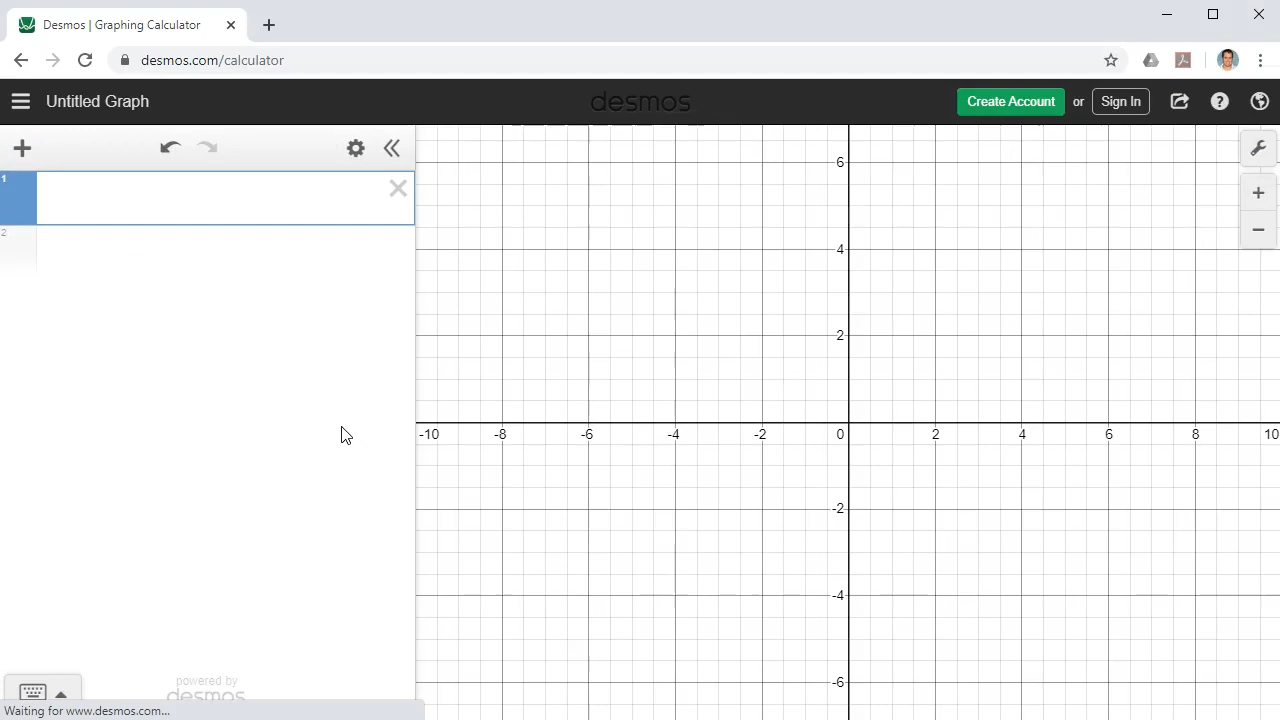 Desmos | Graphing Calculator
desmos.com/calculator
Untitled Graph
desmos
Create Account
or
Sign In
1
2
6
4
2
-10 -8 -6 -4 -2 0 2 4 6 8 10
-2
-4
-6
powered by
desmos
Waiting for www.desmos.com...